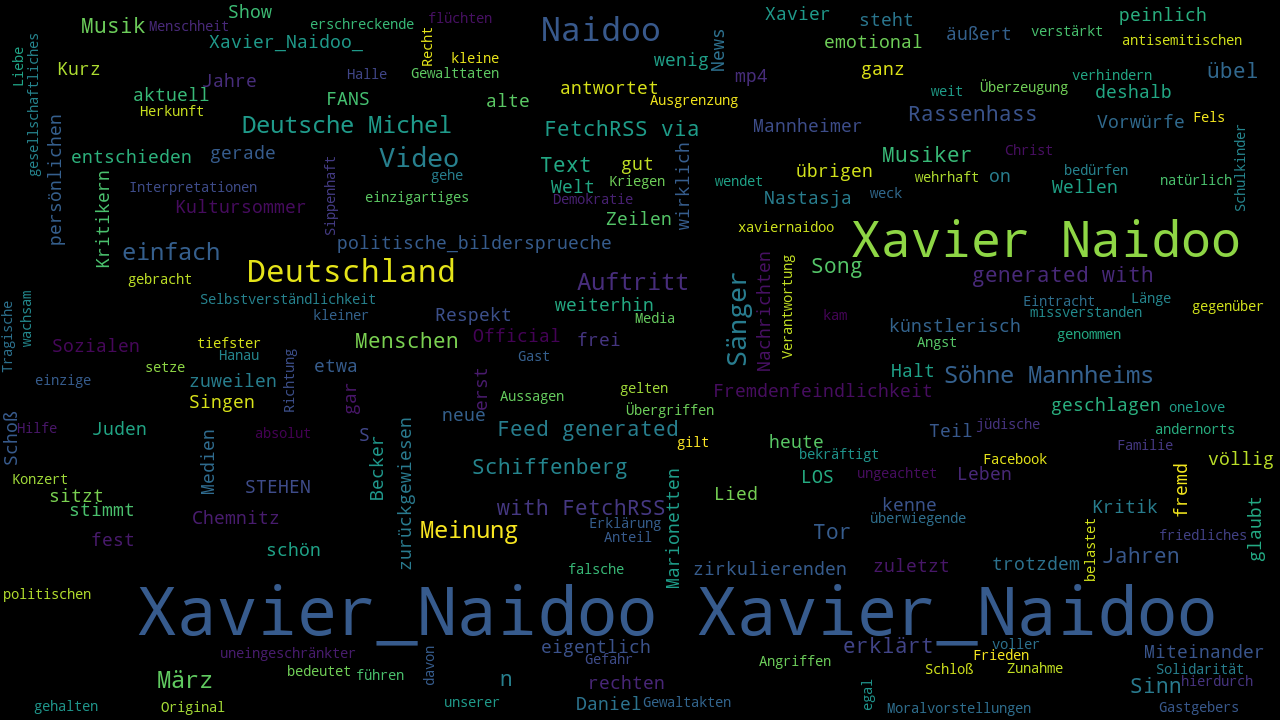 Show
flüchten
Xavier
steht
peinlich
Musik
Menschheit
erschreckende
Naidoo
äußert
verstärkt
Xavier_Naidoo_
Recht
emotional
antisemitischen
Liebe
gesellschaftliches
Kurz
Jahre
Halle
kleine
Gewalttaten
wenig
News
mp4
ganz
verhindern
übel
aktuell
Herkunft
FANS
alte
antwortet
Ausgrenzung
weit
Überzeugung
deshalb
Deutsche Michel
FetchRSS via
Mannheimer
Rassenhass
Vorwürfe
Fels
persönlichen
entschieden
gerade
Video
gehe
Text
gut
wirklich
Musiker
Christ
Schulkinder
Kritikern
Interpretationen
Sippenhaft
einzigartiges
Welt
Kriegen
Demokratie
wendet
übrigen
wehrhaft
on
bedürfen
natürlich
Kultursommer
Zeilen
Nastasja
weck
Wellen
einfach
politische_bildersprueche
xaviernaidoo
Xavier Naidoo
gebracht
Deutschland
Auftritt
Sänger
Nachrichten
Verantwortung
Song
generated with
Tragische
wachsam
Selbstverständlichkeit
kleiner
Respekt
weiterhin
Media
kam
Eintracht
missverstanden
Länge
gegenüber
Sozialen
tiefster
Hanau
Menschen
Official
Gast
frei
künstlerisch
Angst
genommen
einzige
setze
zuweilen
Richtung
etwa
gar
erst
Aussagen
gelten
Fremdenfeindlichkeit
Halt
Söhne Mannheims
Singen
neue
Übergriffen
geschlagen
onelove
Schoß
Hilfe
Juden
Medien
absolut
S
Becker
zurückgewiesen
Feed generated
gilt
heute
bekräftigt
Teil
jüdische
andernorts
Familie
Konzert
sitzt
stimmt
STEHEN
Schiffenberg
Marionetten
Lied
LOS
ungeachtet
Leben
Facebook
fremd
völlig
Chemnitz
with FetchRSS
Erklärung
Anteil
kenne
überwiegende
Kritik
glaubt
fest
schön
Meinung
Tor
belastet
friedliches
Jahren
politischen
falsche
zirkulierenden
zuletzt
trotzdem
Xavier_Naidoo Xavier_Naidoo
uneingeschränkter
davon
eigentlich
Gefahr
erklärt
voller
Frieden
Miteinander
März
bedeutet
führen
rechten
Angriffen
Schloß
Zunahme
Solidarität
hierdurch
n
Sinn
gehalten
Original
unserer
Daniel
Gewaltakten
egal
Moralvorstellungen
Gastgebers